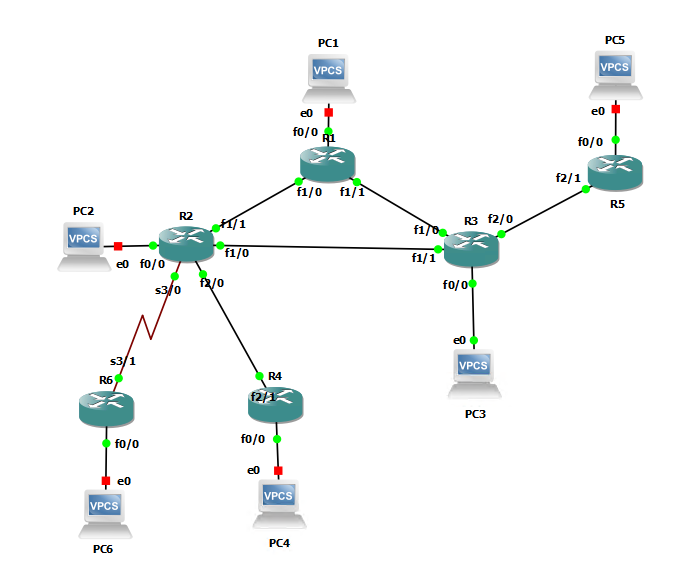 PC1
PC5
VPCS
VPCS
e0
e0
f0/0
R1
f0/0
f2/1
f1/0
f1/1
R5
PC2
R2
f1/1
R3
f2/0
f1/0
VPCS
f1/0
f1/1
e0
f0/0
f0/0
s3/0
f2/0
e0
s3/1
VPCS
R6
R4
f2/1
PC3
f0/0
f0/0
e0
e0
VPCS
VPCS
PC4
PC6